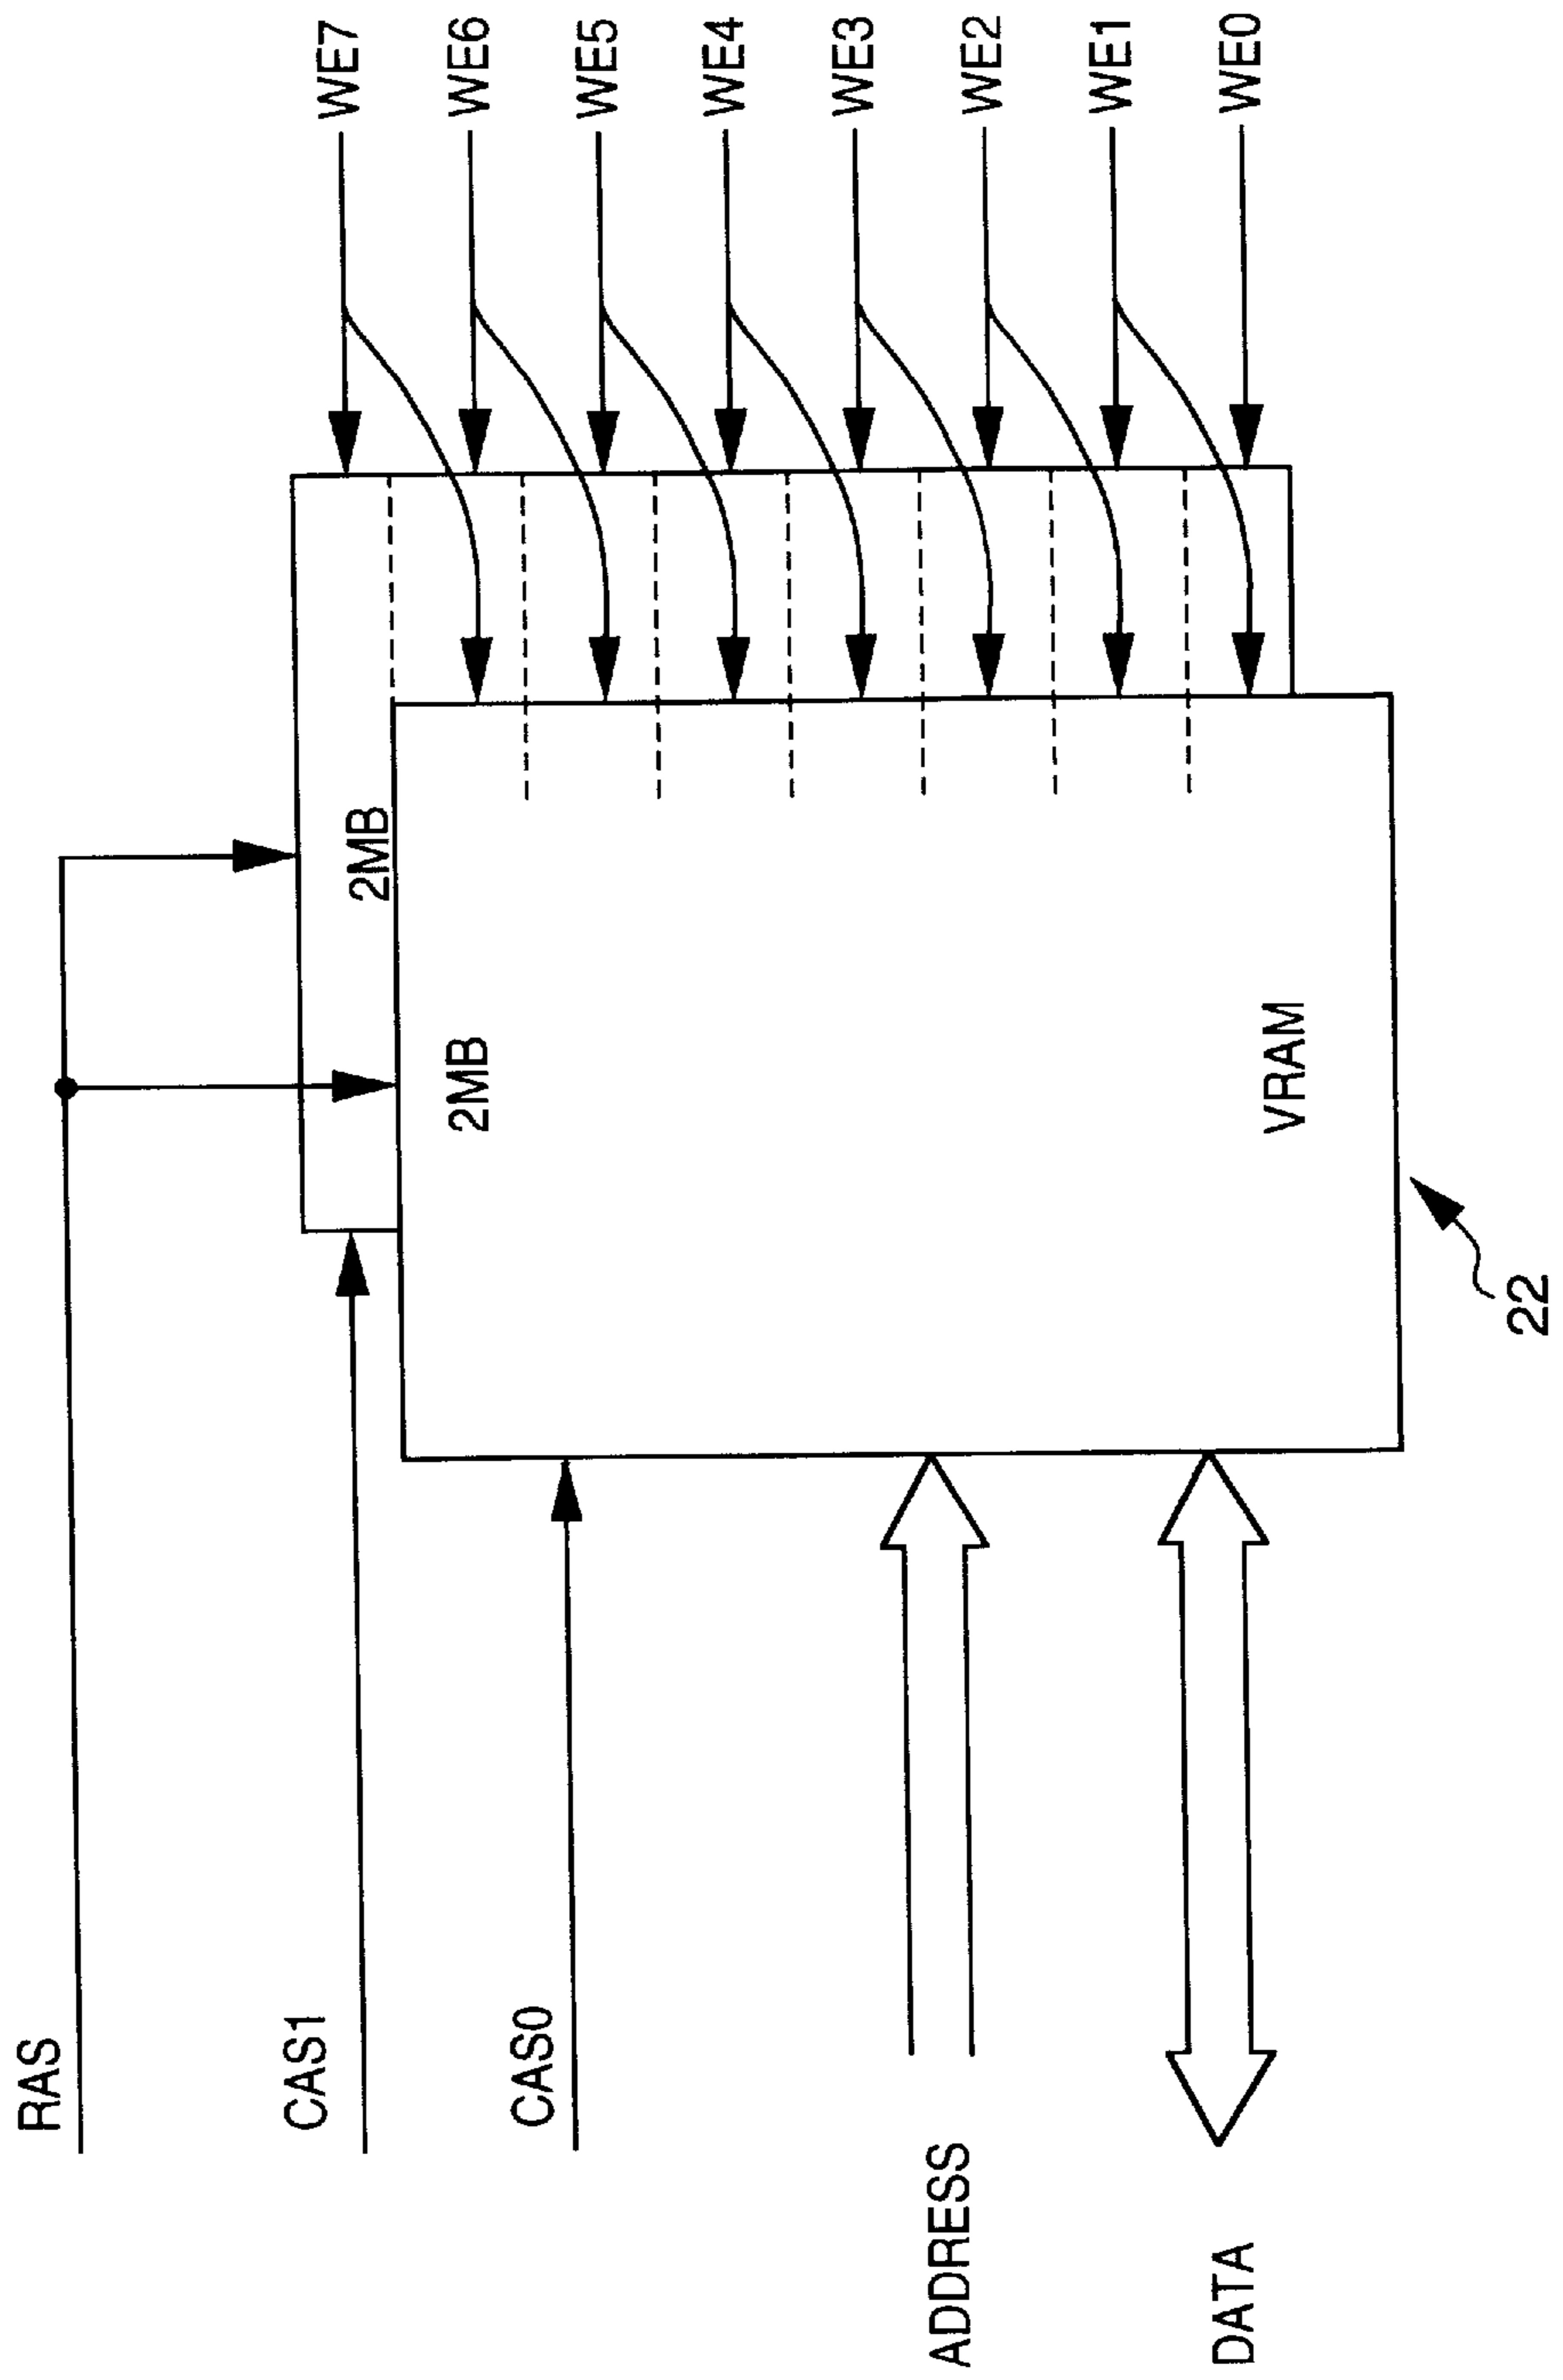 RAS
CAS1
CAS0
ADDRESS
DATA
2MB
2MB
VRAM
22
WE7
WE6
WE5
WE4
WE3
WE2
WE1
WE0